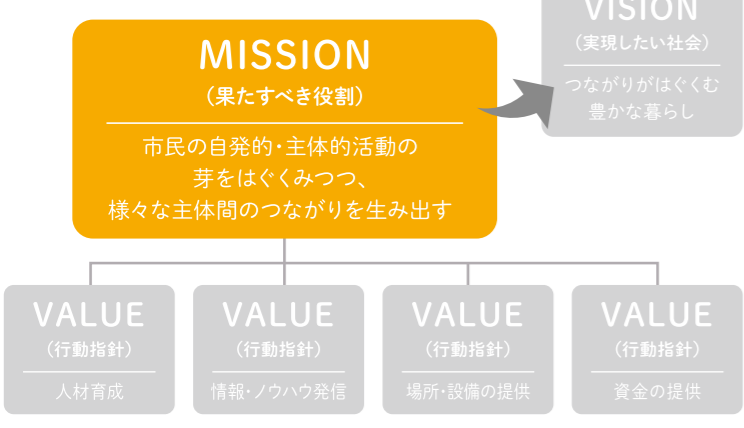 VISION
（実現したい社会）
つながりがはぐくむ
豊かな暮らし
MISSION
（果たすべき役割）
市民の自発的・主体的活動の
芽をはぐくみつつ、
様々な主体間のつながりを生み出す
VALUE
（行動指針）
人材育成
VALUE
（行動指針）
情報・ノウハウ発信
VALUE
（行動指針）
場所・設備の提供
VALUE
（行動指針）
資金の提供